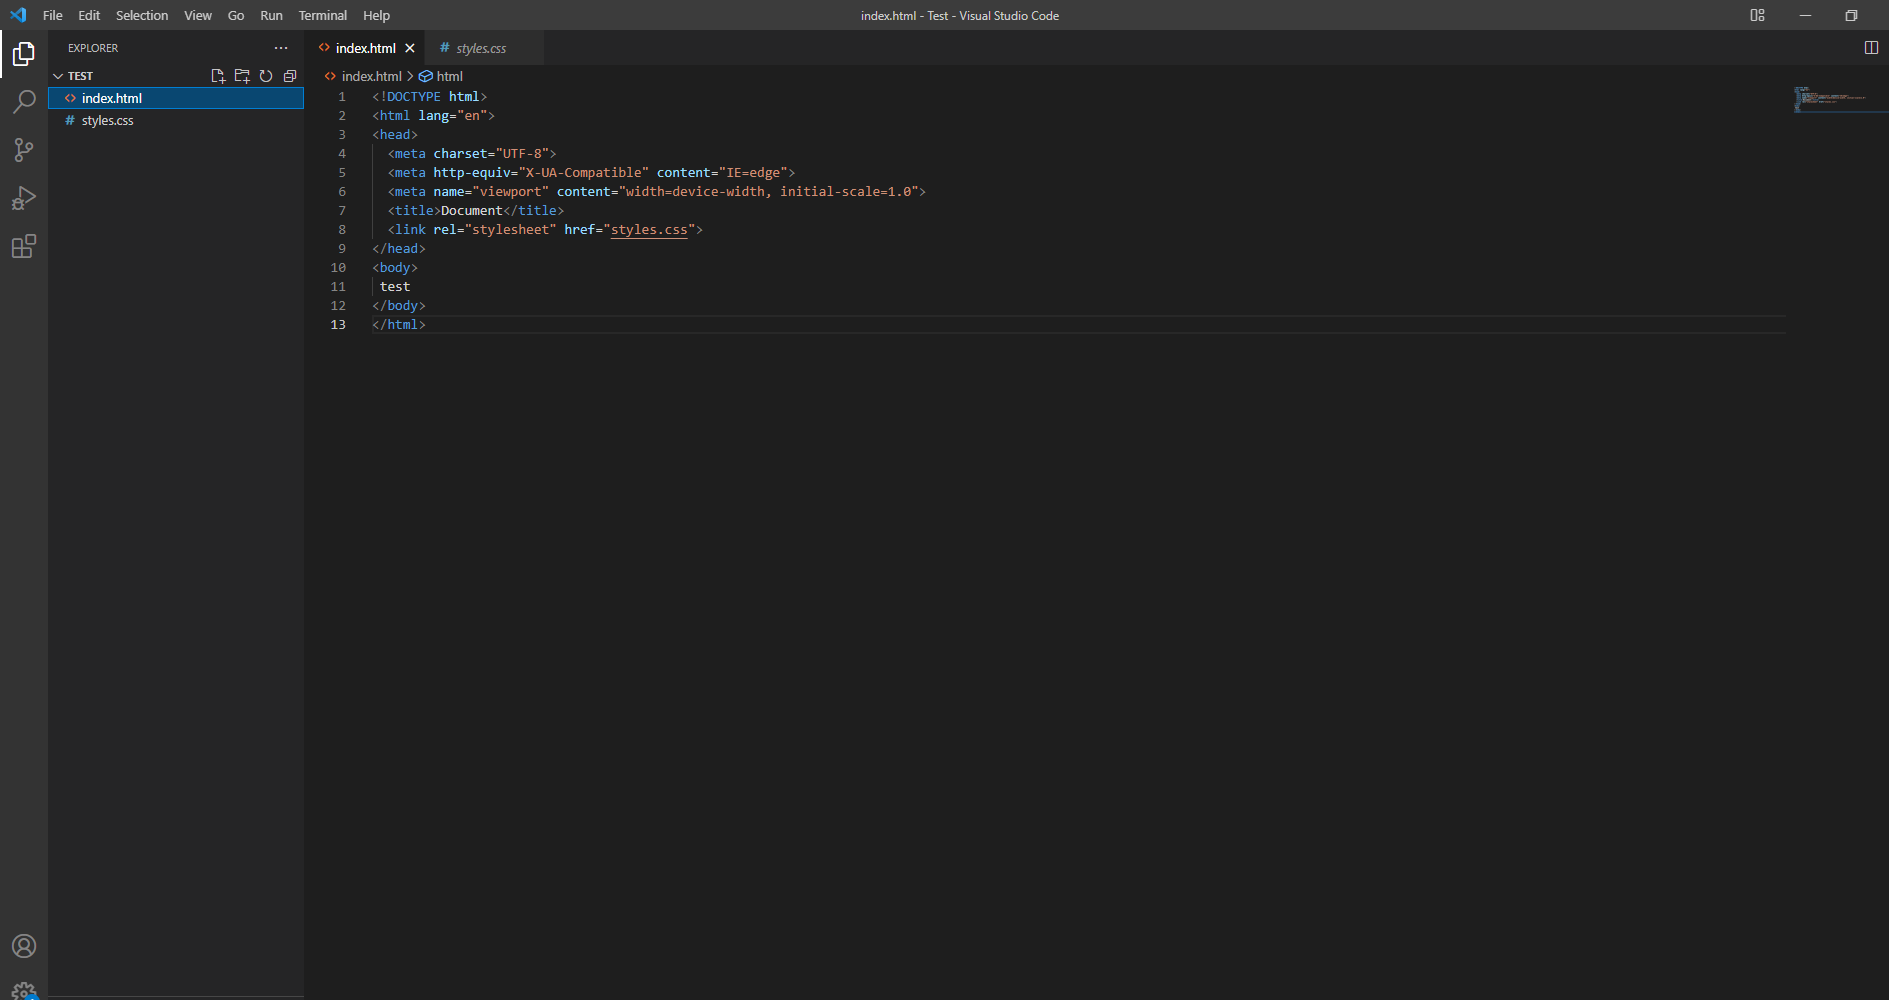 File Edit Selection View Go Run Terminal Help
index.html - Test - Visual Studio Code
EXPLORER
TEST
index.html
styles.css
index.html
styles.css
index.html > html
1 <!DOCTYPE html>
2 <html lang="en">
3 <head>
4 <meta charset="UTF-8">
5 <meta http-equiv="X-UA-Compatible" content="IE=edge">
6 <meta name="viewport" content="width=device-width, initial-scale=1.0">
7 <title>Document</title>
8 <link rel="stylesheet" href="styles.css">
9 </head>
10 <body>
11 test
12 </body>
13 </html>